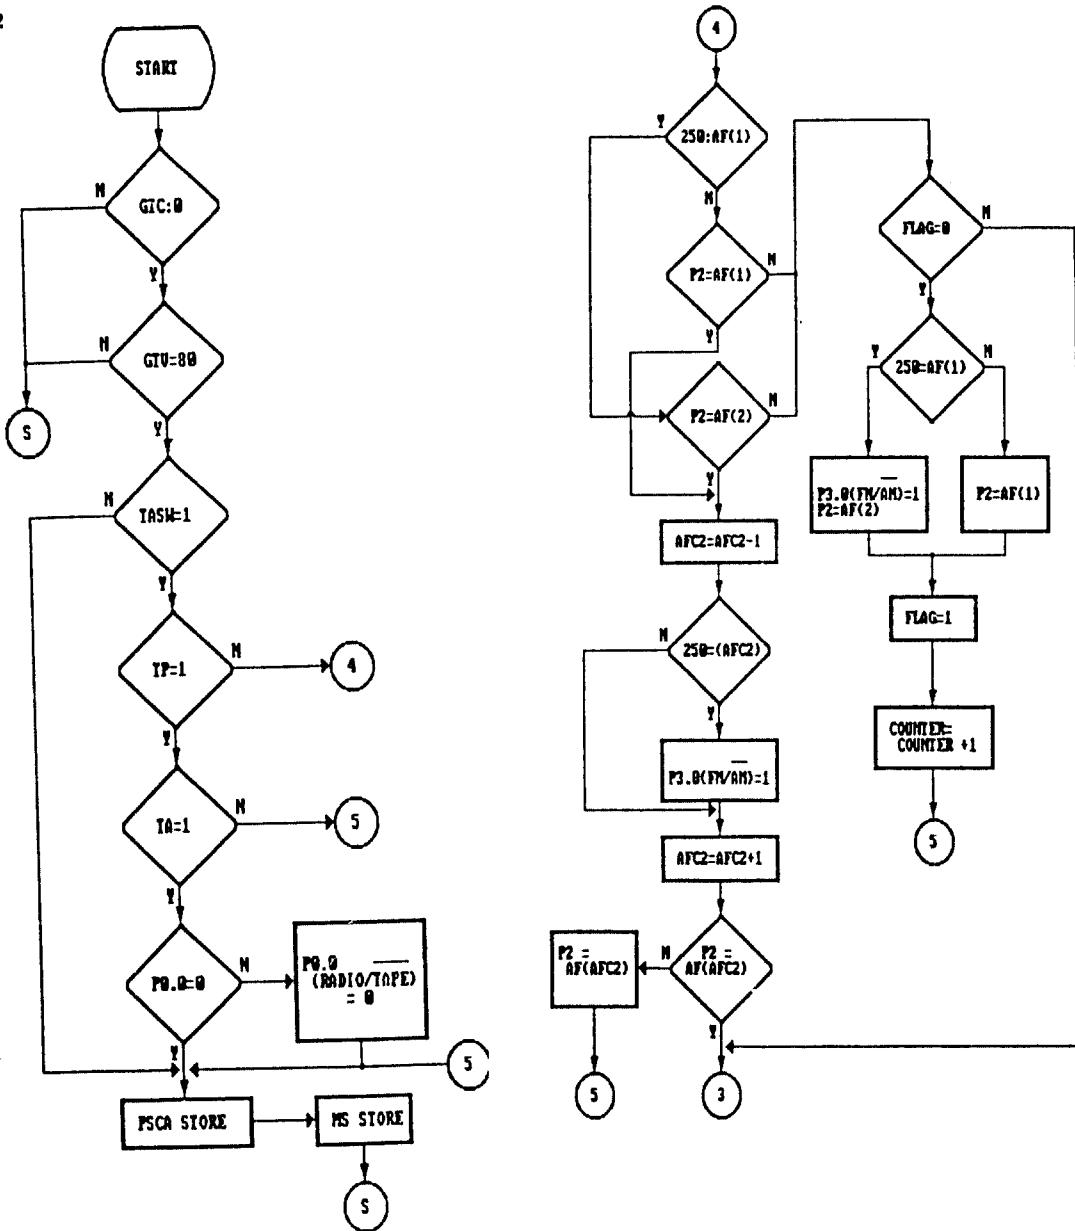 2
START
GTC:0
N
Y
GTV=80
N
Y
S
TASW=1
N
Y
TP=1
N
4
Y
TA=1
N
5
Y
P0.0=0
N
P0.0
(RADIO/TAPE)
= 0
Y
5
PSCA STORE
MS STORE
S
4
250:AF(1)
Y
N
P2=AF(1)
N
Y
P2=AF(2)
N
Y
AFC2=AFC2-1
250=(AFC2)
N
Y
P3.0(FM/AM)=1
AFC2=AFC2+1
P2 =
AF(AFC2)
N
P2 =
AF(AFC2)
Y
5
3
FLAG=0
N
Y
250=AF(1)
Y
N
P3.0(FM/AM)=1
P2=AF(2)
P2=AF(1)
FLAG=1
COUNTER=
COUNTER +1
5